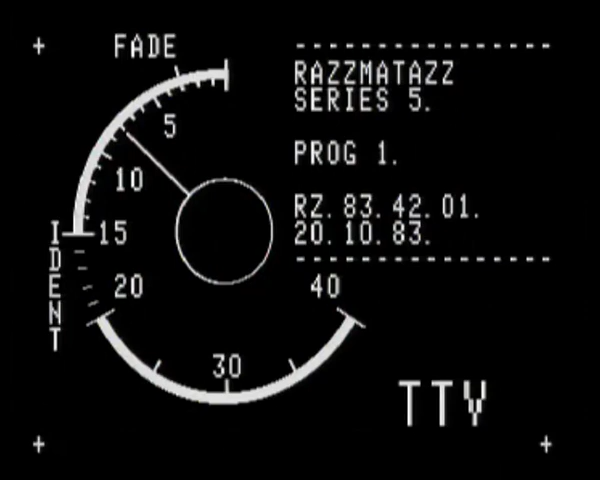 FADE
5
10
15
20
30
40
IDENT
----------------
RAZZMATAZZ
SERIES 5.
PROG 1.
RZ.83.42.01.
20.10.83.
----------------
TTV